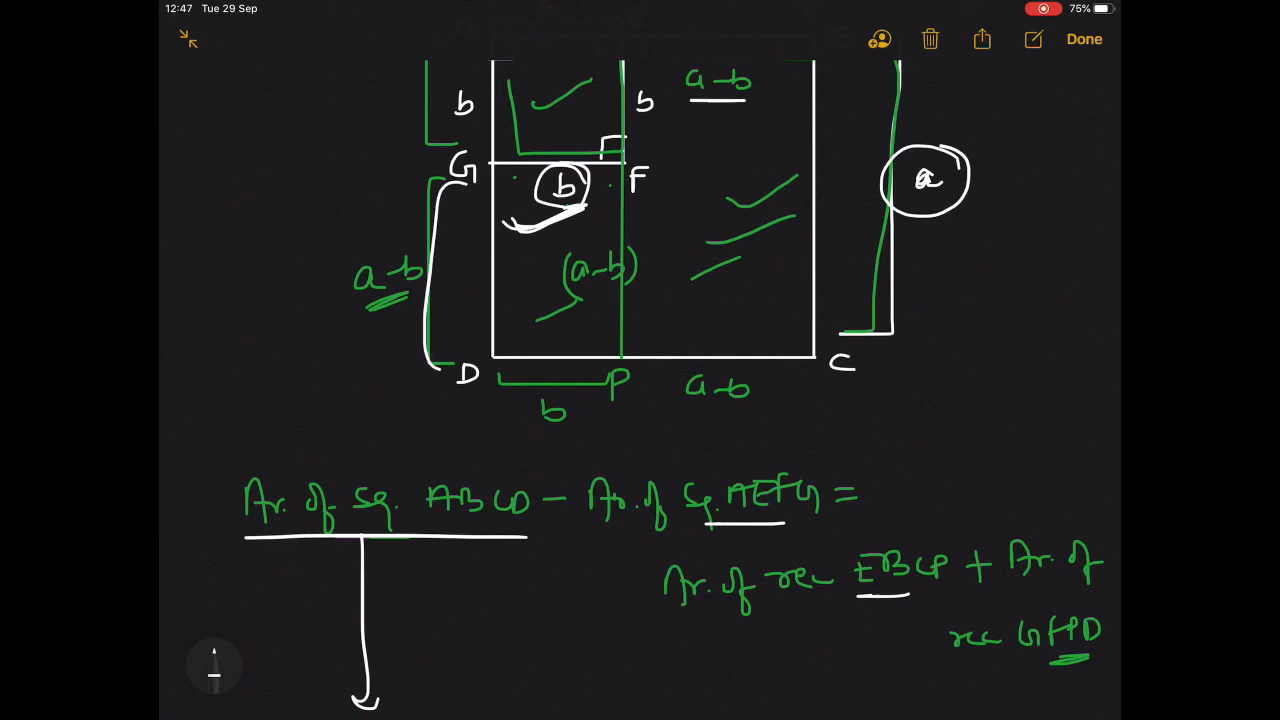 12:47 Tue 29 Sep 75%
Done
a-b
b b
G F
b a
a-b (a-b)
D P a-b C
b
Ar. of Sq. ABCD - Ar. of Sq. AEFG =
Ar. of rec EBCP + Ar. of
rec GFPD